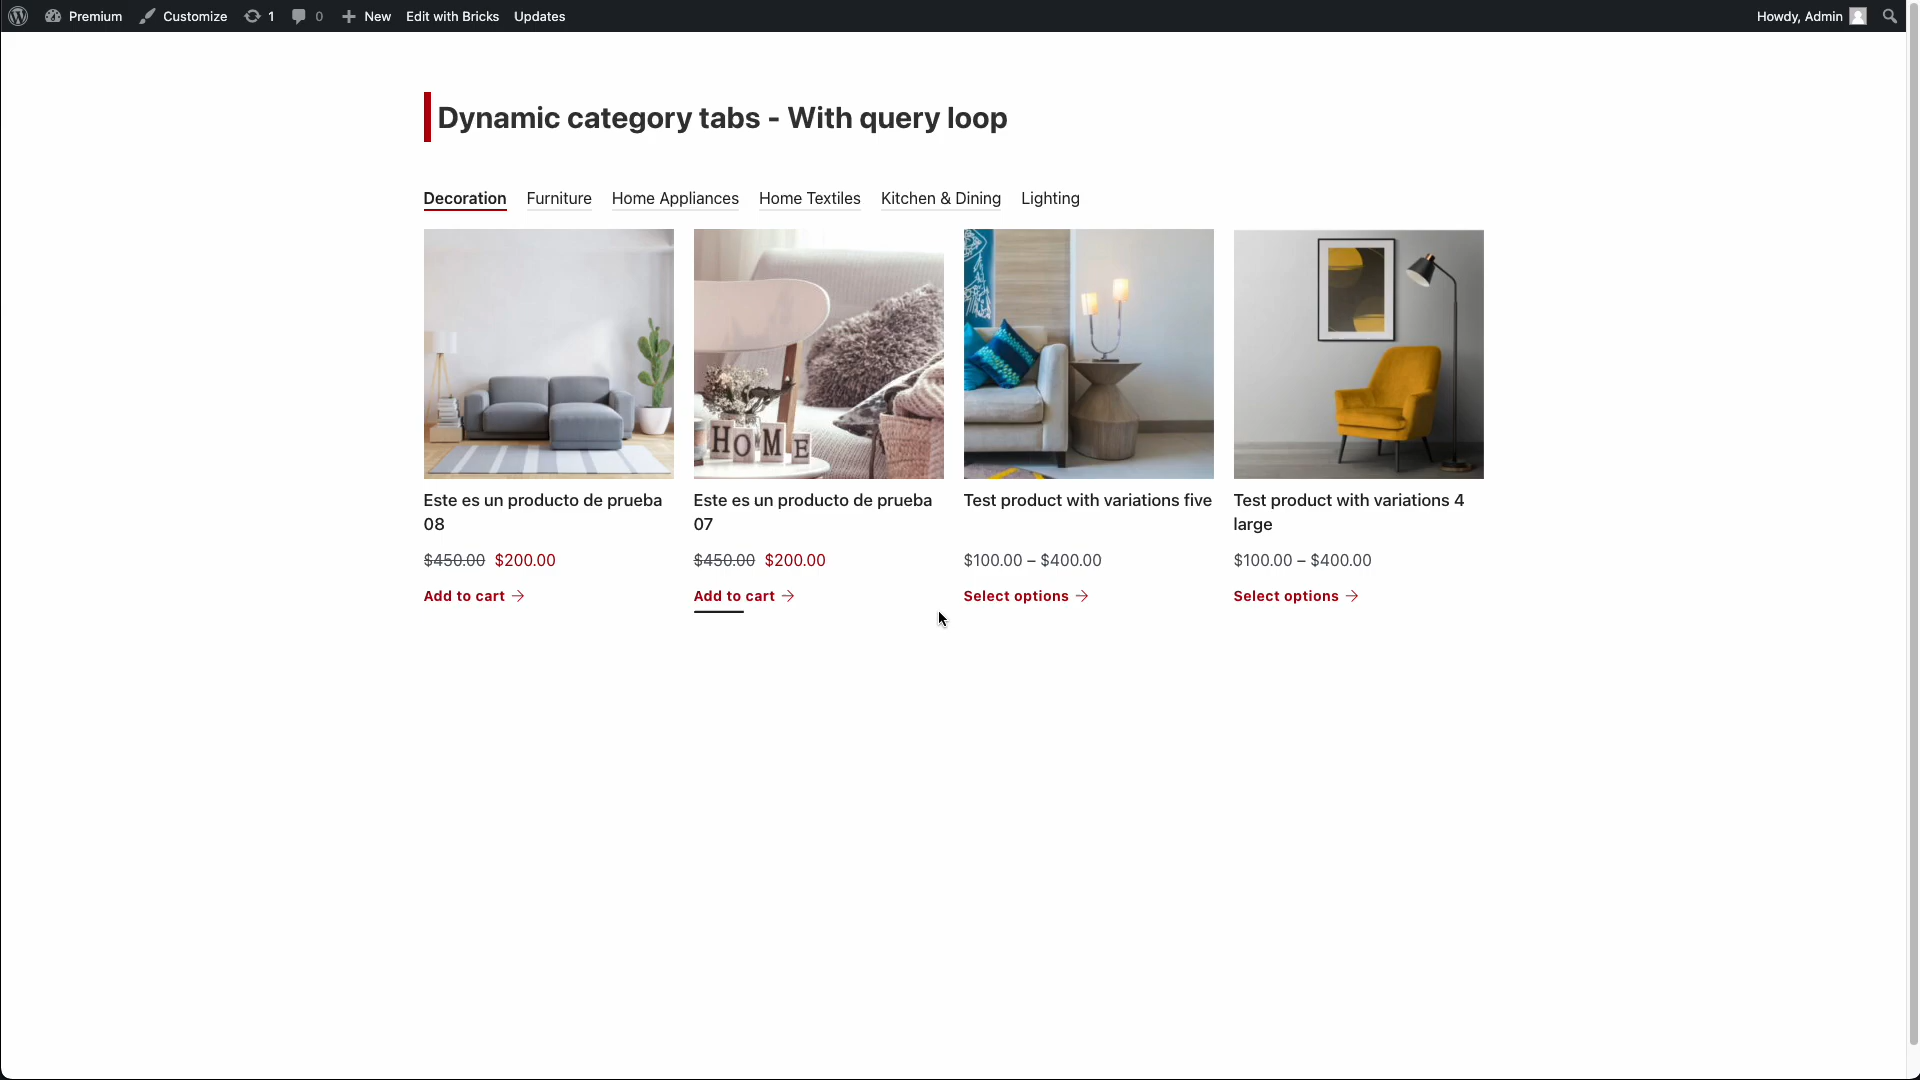 Premium Customize 1 0 New Edit with Bricks Updates Howdy, Admin
Dynamic category tabs - With query loop
Decoration Furniture Home Appliances Home Textiles Kitchen & Dining Lighting
HOME
Este es un producto de prueba
08
$450.00 $200.00
Add to cart →
Este es un producto de prueba
07
$450.00 $200.00
Add to cart →
Test product with variations five
$100.00 – $400.00
Select options →
Test product with variations 4
large
$100.00 – $400.00
Select options →